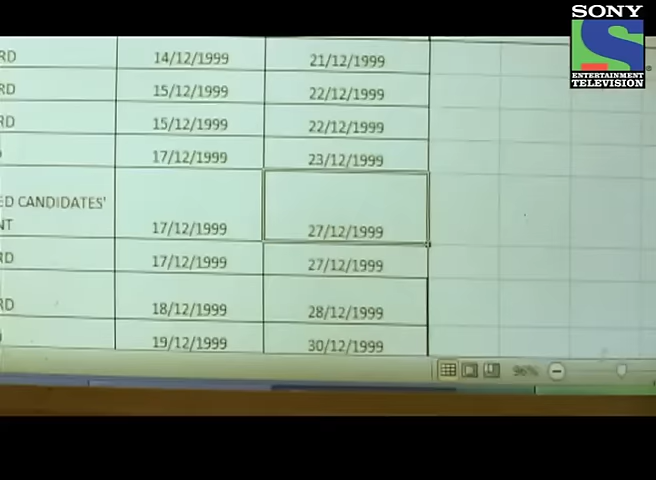 SONY
ENTERTAINMENT
TELEVISION
RD 14/12/1999 21/12/1999
RD 15/12/1999 22/12/1999
RD 15/12/1999 22/12/1999
17/12/1999 23/12/1999
ED CANDIDATES'
NT 17/12/1999 27/12/1999
RD 17/12/1999 27/12/1999
RD 18/12/1999 28/12/1999
19/12/1999 30/12/1999
96%